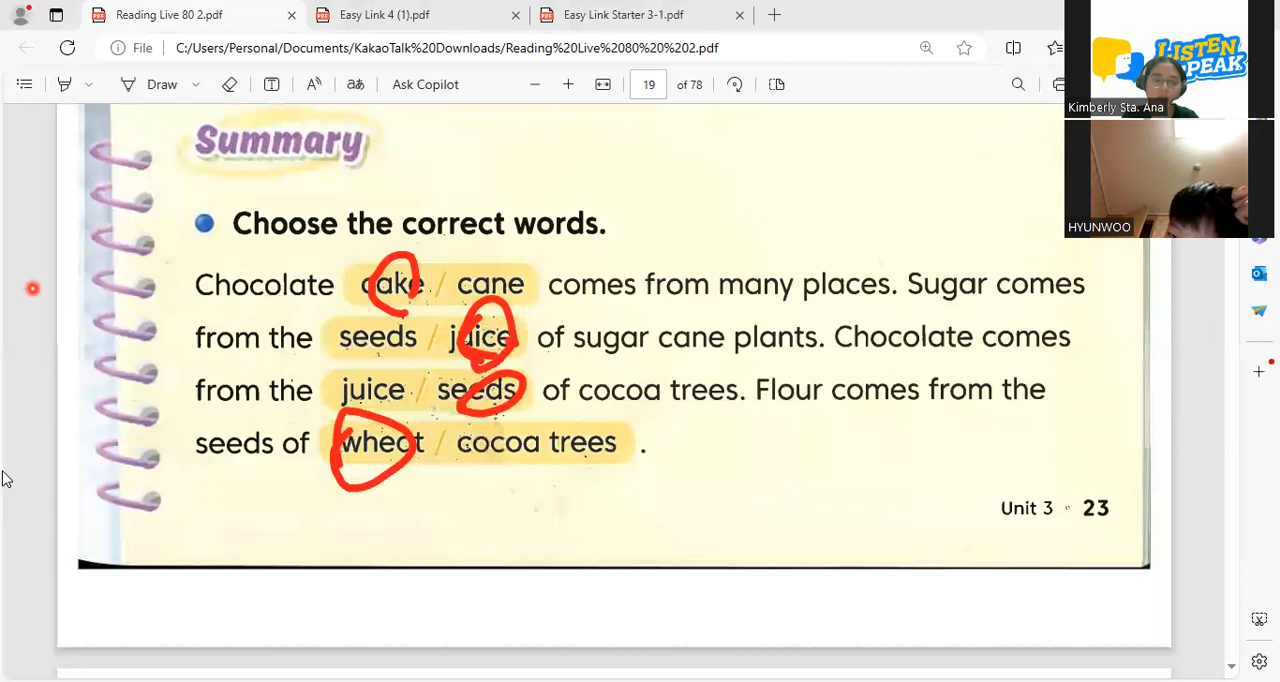 Reading Live 80 2.pdf
Easy Link 4 (1).pdf
Easy Link Starter 3-1.pdf
File
C:/Users/Personal/Documents/KakaoTalk%20Downloads/Reading%20Live%2080%20%202.pdf
Draw
aあ
Ask Copilot
19 of 78
LISTEN
SPEAK
Kimberly Sta. Ana
HYUNWOO
Summary
Choose the correct words.
Chocolate cake / cane comes from many places. Sugar comes
from the seeds / juice of sugar cane plants. Chocolate comes
from the juice / seeds of cocoa trees. Flour comes from the
seeds of wheat / cocoa trees .
Unit 3 • 23